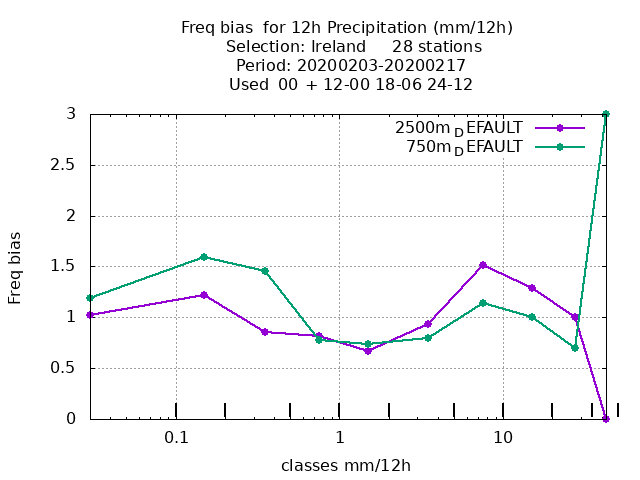 Freq bias  for 12h Precipitation (mm/12h)
Selection: Ireland     28 stations
Period: 20200203-20200217
Used  00  + 12-00 18-06 24-12
2500m_DEFAULT
750m_DEFAULT
3
2.5
2
1.5
1
0.5
0
Freq bias
0.1 1 10
classes mm/12h